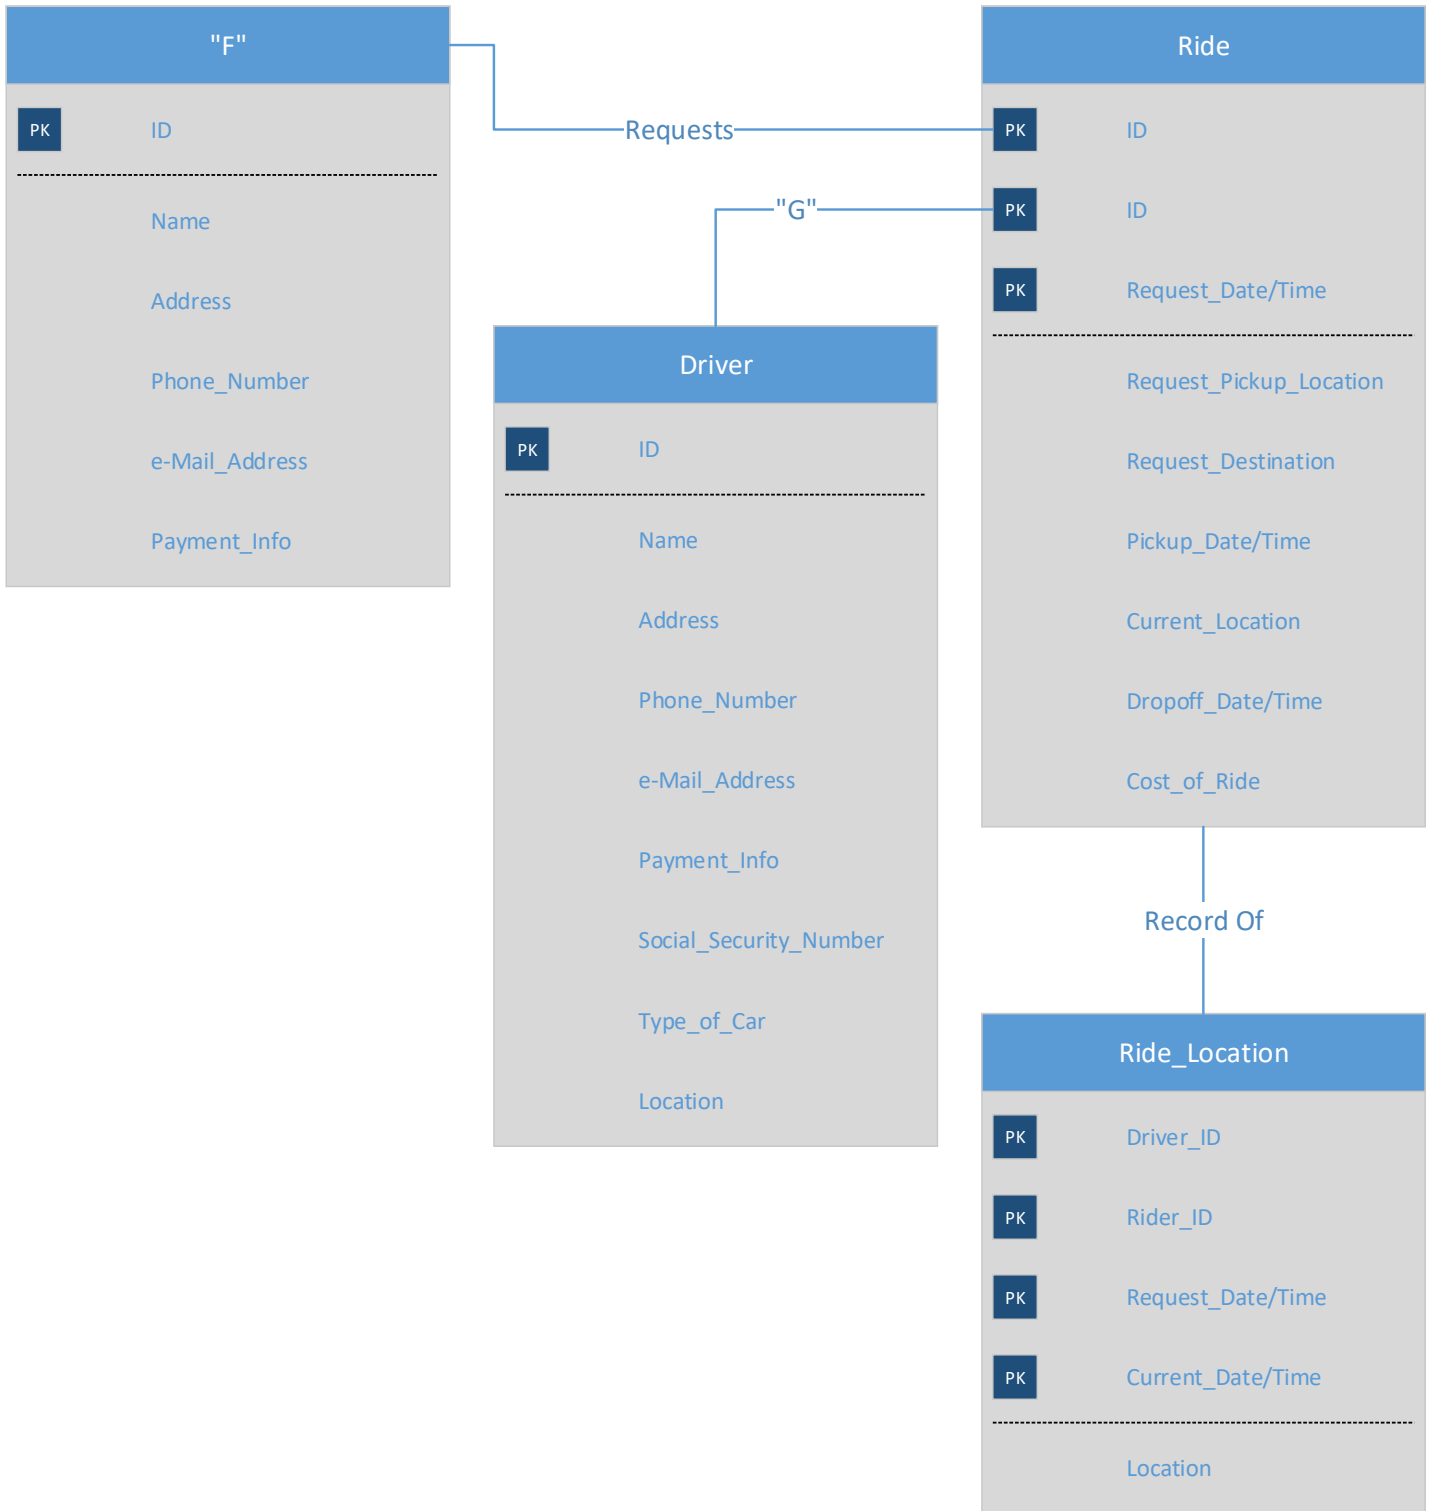 "F"
PK ID
Name
Address
Phone_Number
e-Mail_Address
Payment_Info
Requests
"G"
Ride
PK ID
PK ID
PK Request_Date/Time
Request_Pickup_Location
Request_Destination
Pickup_Date/Time
Current_Location
Dropoff_Date/Time
Cost_of_Ride
Driver
PK ID
Name
Address
Phone_Number
e-Mail_Address
Payment_Info
Social_Security_Number
Type_of_Car
Location
Record Of
Ride_Location
PK Driver_ID
PK Rider_ID
PK Request_Date/Time
PK Current_Date/Time
Location